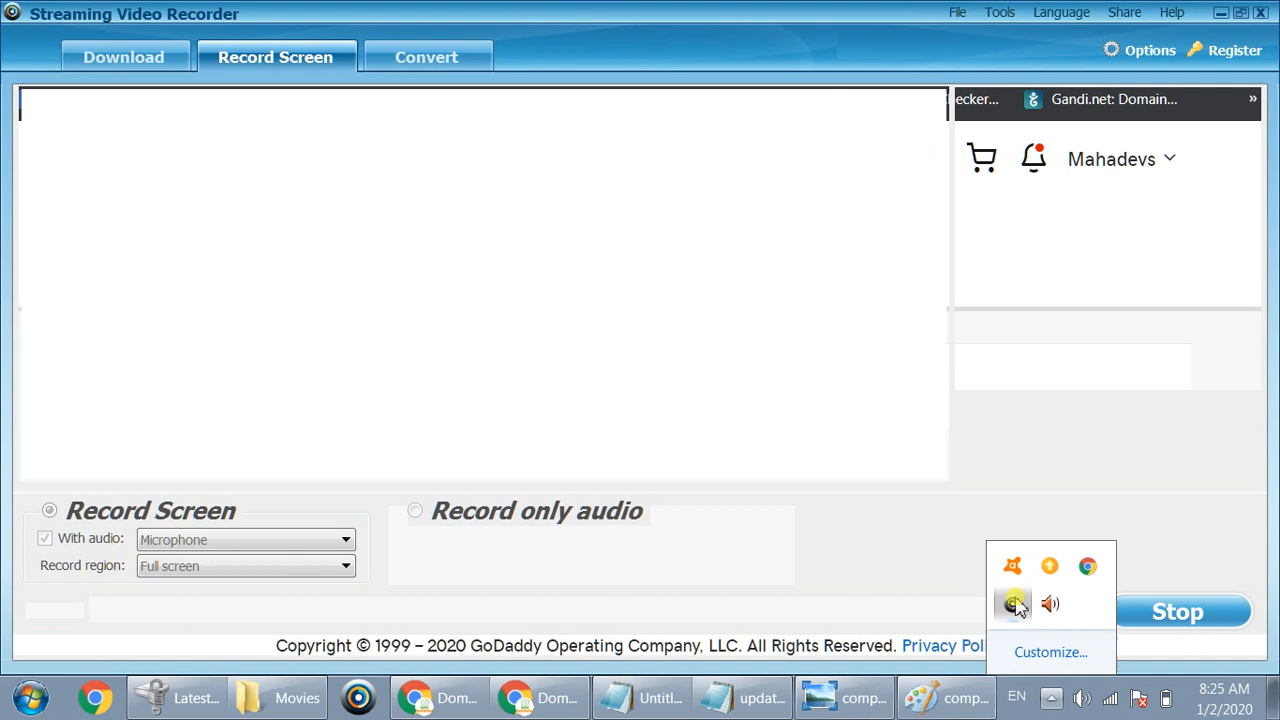 Streaming Video Recorder
File Tools Language Share Help
Download Record Screen Convert
Options Register
ecker... Gandi.net: Domain... »
Mahadevs
Record Screen
With audio: Microphone
Record region: Full screen
Record only audio
Stop
Copyright © 1999 – 2020 GoDaddy Operating Company, LLC. All Rights Reserved. Privacy Pol
Customize...
Latest... Movies Dom... Dom... Untitl... updat... comp... comp... EN
8:25 AM
1/2/2020